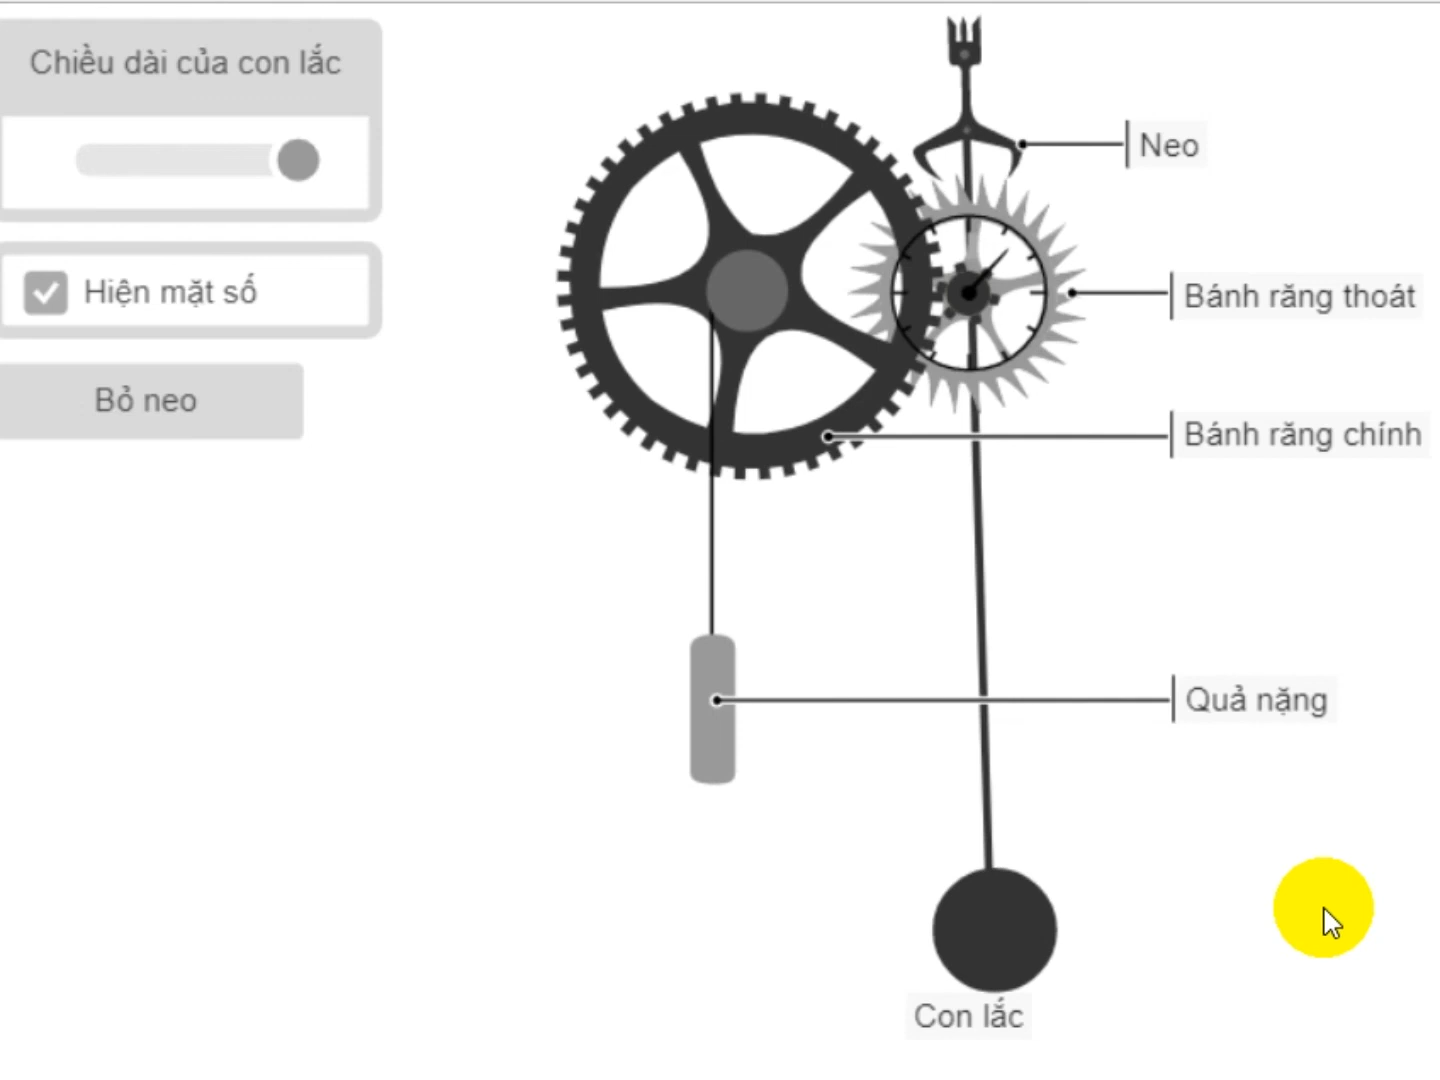 Chiều dài của con lắc
Hiện mặt số
Bỏ neo
Neo
Bánh răng thoát
Bánh răng chính
Quả nặng
Con lắc